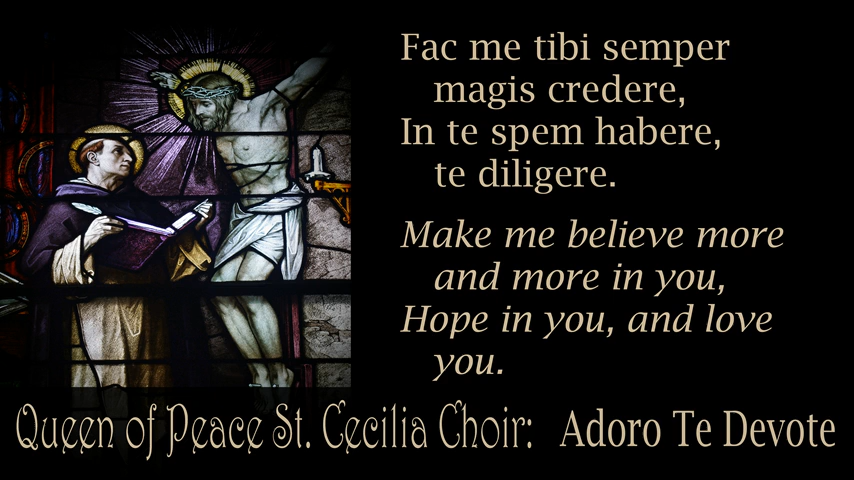 Fac me tibi semper
magis credere,
In te spem habere,
te diligere.
Make me believe more
and more in you,
Hope in you, and love
you.
Queen of Peace St. Cecilia Choir: Adoro Te Devote